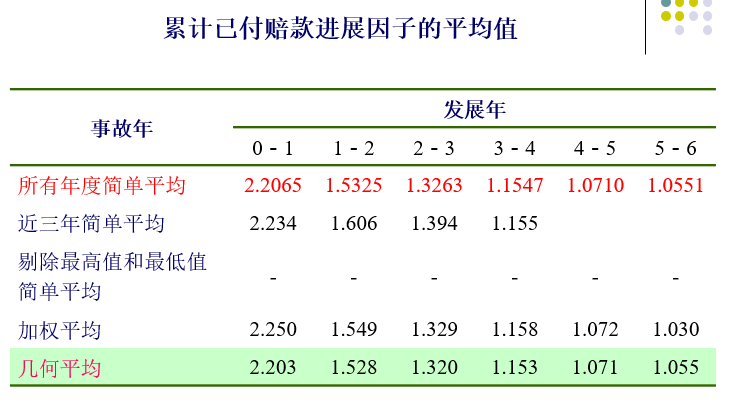 累计已付赔款进展因子的平均值
事故年
发展年
0 - 1 1 - 2 2 - 3 3 - 4 4 - 5 5 - 6
所有年度简单平均 2.2065 1.5325 1.3263 1.1547 1.0710 1.0551
近三年简单平均 2.234 1.606 1.394 1.155
剔除最高值和最低值
简单平均 - - - - - -
加权平均 2.250 1.549 1.329 1.158 1.072 1.030
几何平均 2.203 1.528 1.320 1.153 1.071 1.055